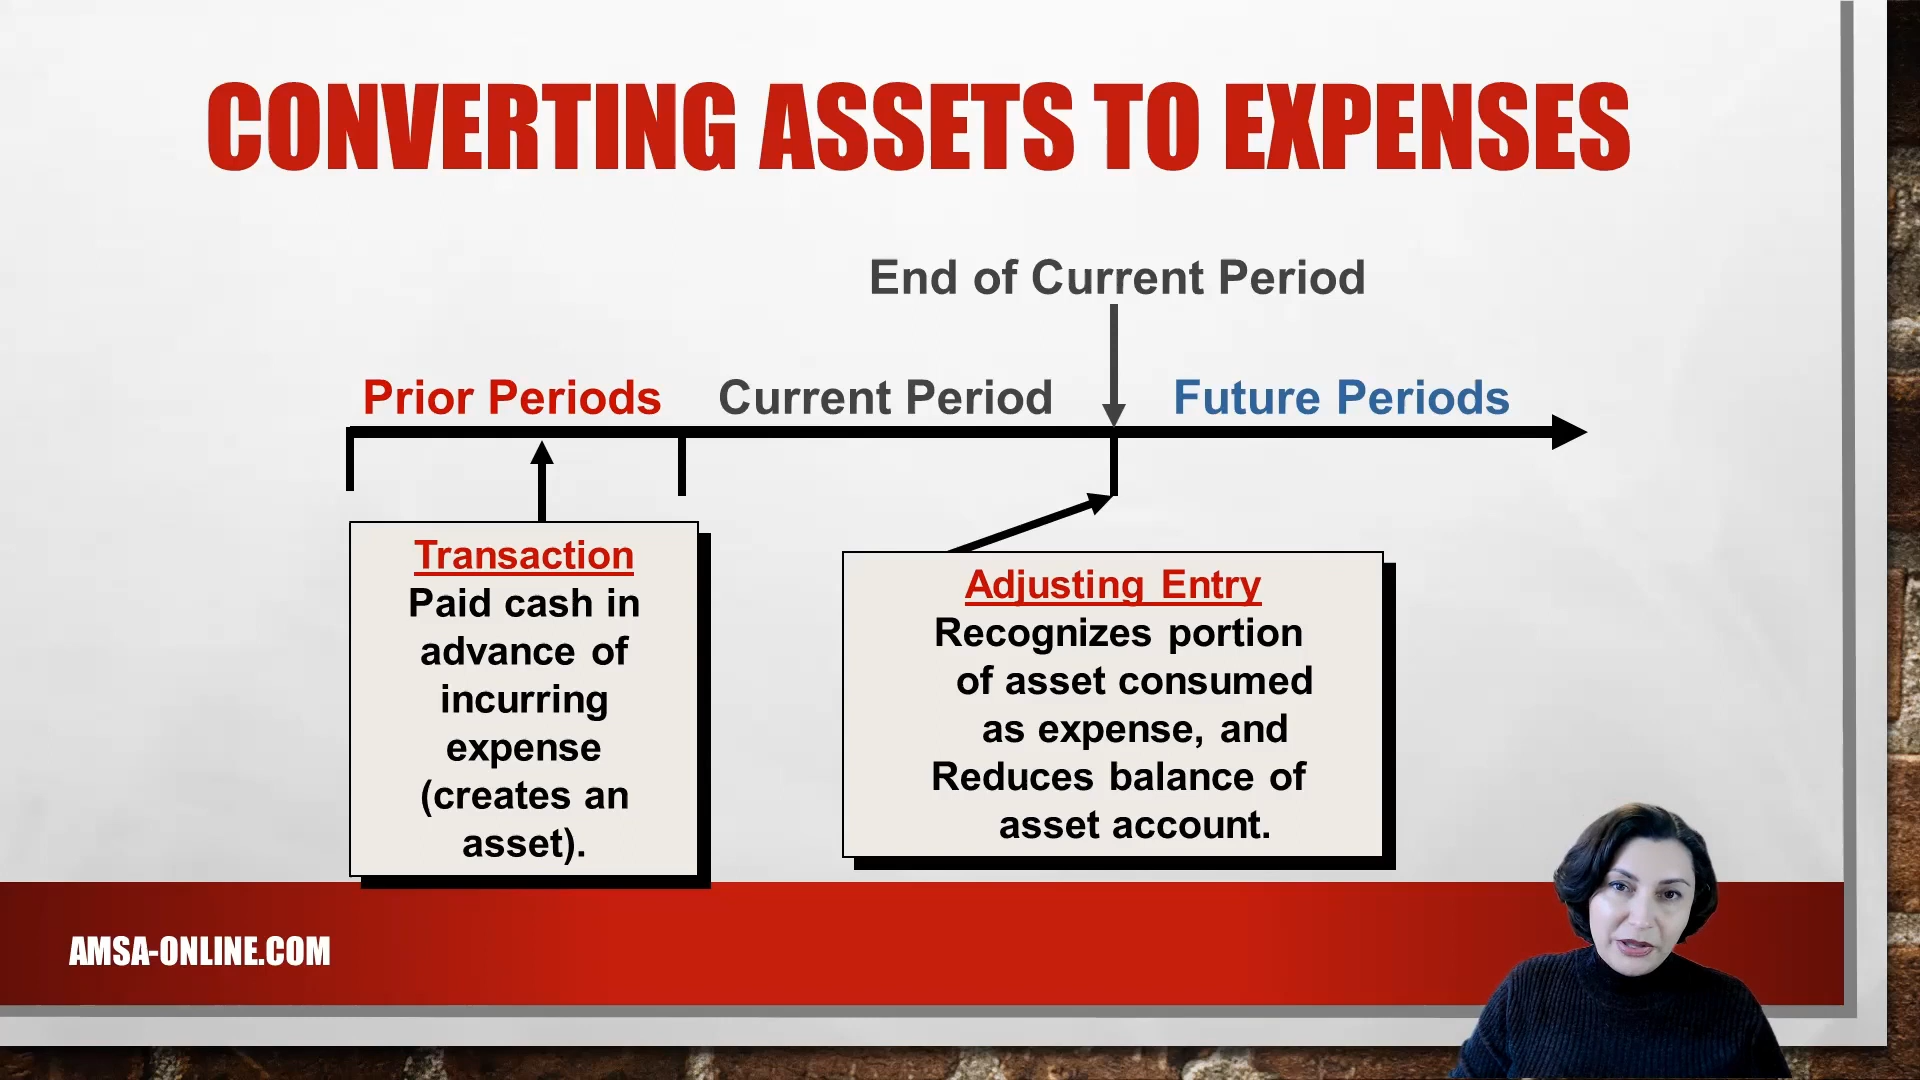 CONVERTING ASSETS TO EXPENSES
End of Current Period
Prior Periods
Current Period
Future Periods
Transaction
Paid cash in
advance of
incurring
expense
(creates an
asset).
Adjusting Entry
Recognizes portion
of asset consumed
as expense, and
Reduces balance of
asset account.
AMSA-ONLINE.COM